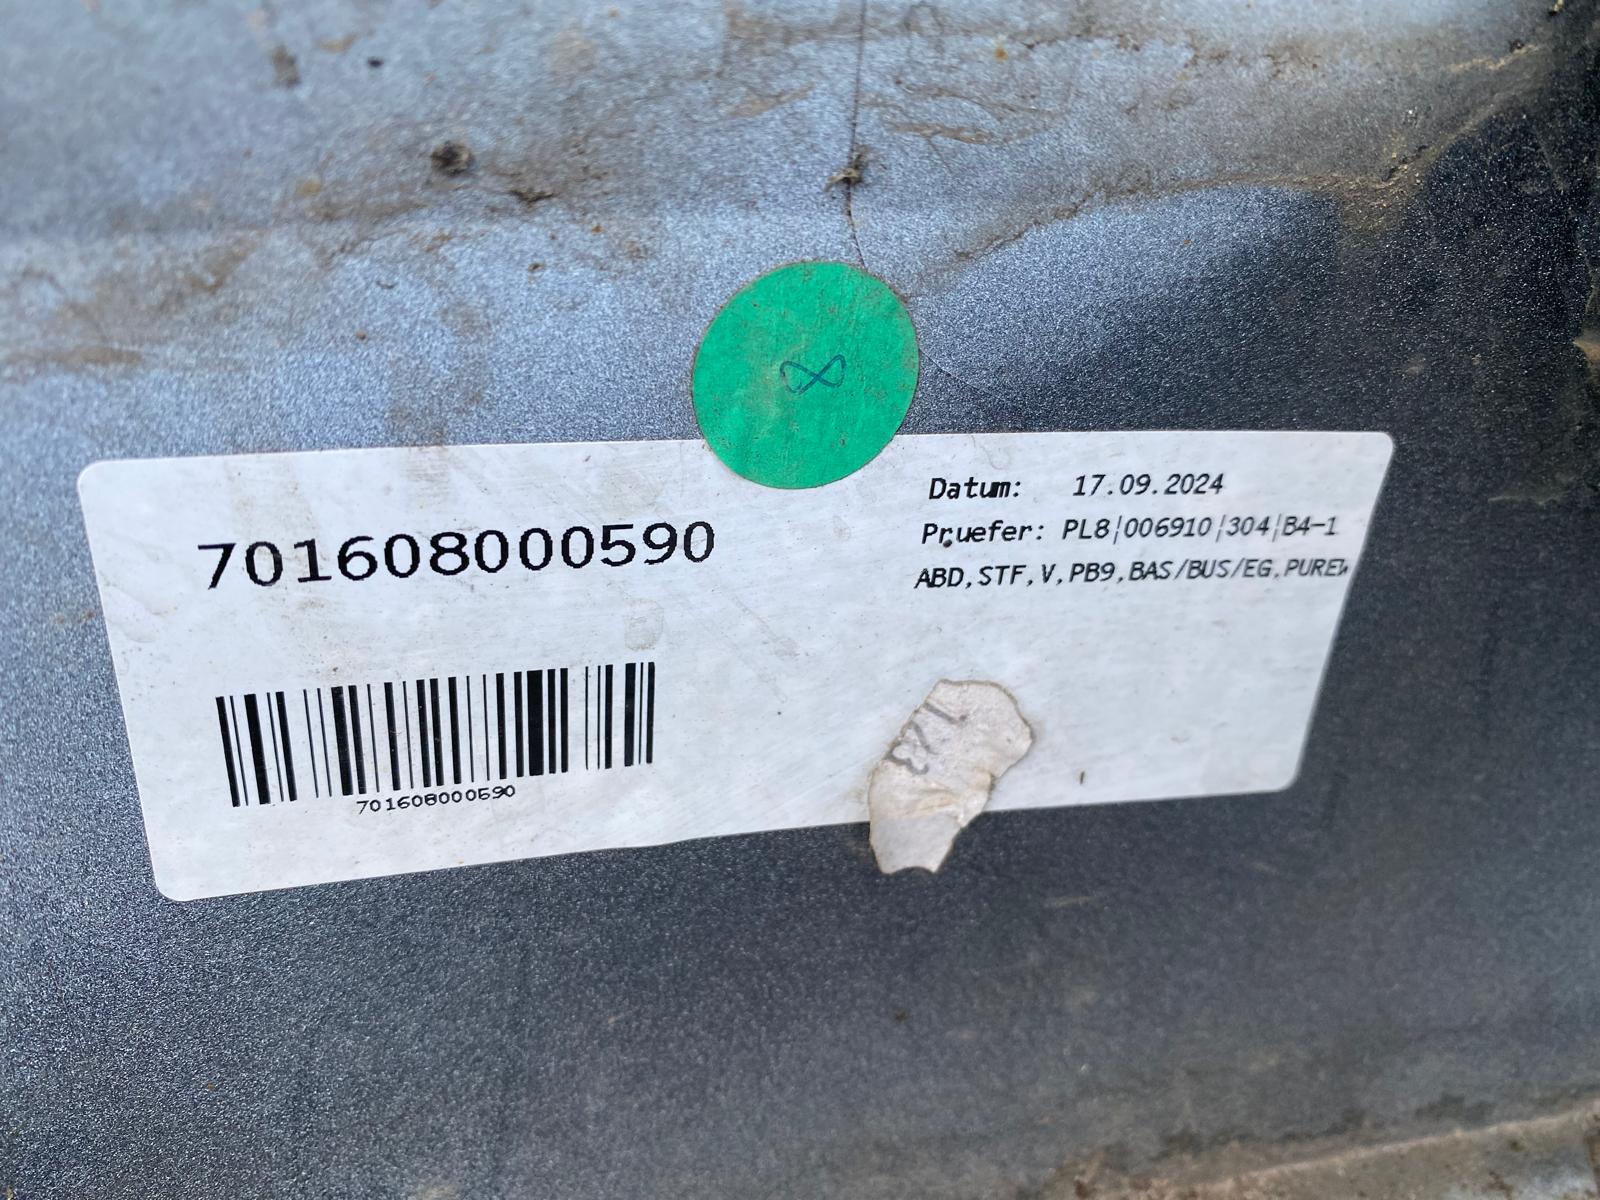 701608000590
Datum: 17.09.2024
Pruefer: PL8|006910|304|B4-1
ABD,STF,V,PB9,BAS/BUS/EG,PURE
701608000590